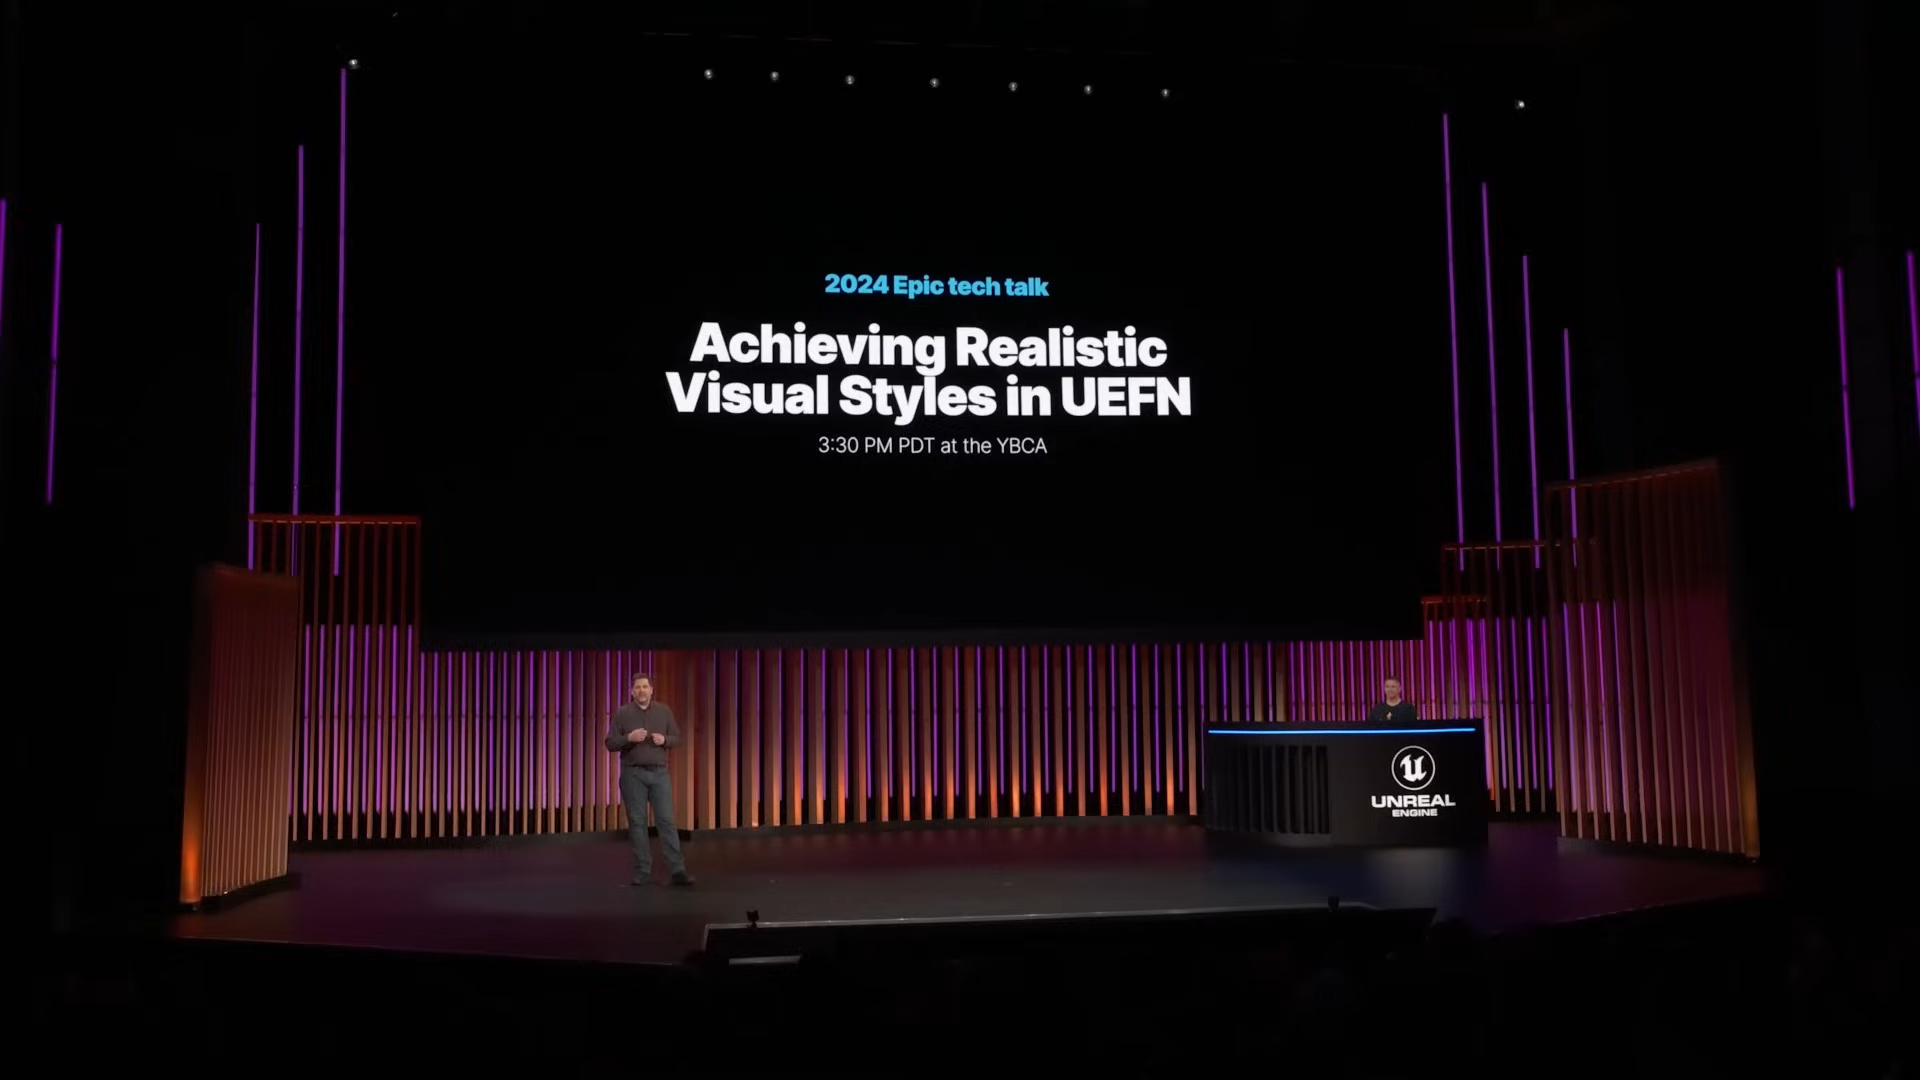 2024 Epic tech talk
Achieving Realistic
Visual Styles in UEFN
3:30 PM PDT at the YBCA
UNREAL
ENGINE